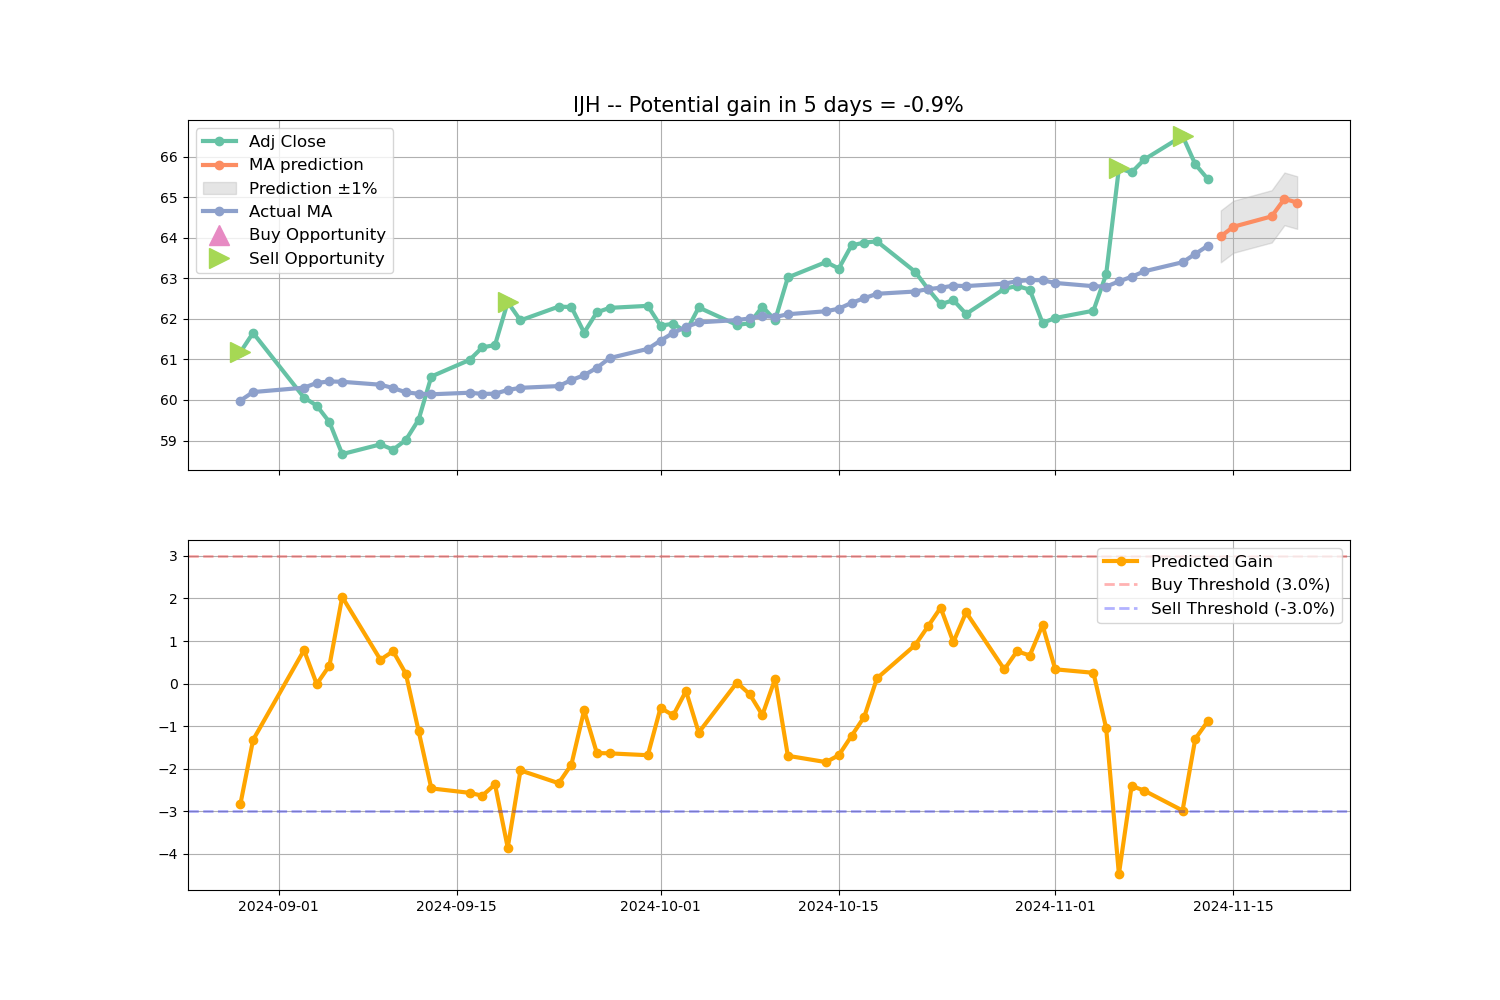 IJH -- Potential gain in 5 days = -0.9%
Adj Close
MA prediction
Prediction ±1%
Actual MA
Buy Opportunity
Sell Opportunity
66
65
64
63
62
61
60
59
Predicted Gain
Buy Threshold (3.0%)
Sell Threshold (-3.0%)
3
2
1
0
−1
−2
−3
−4
2024-09-01 2024-09-15 2024-10-01 2024-10-15 2024-11-01 2024-11-15